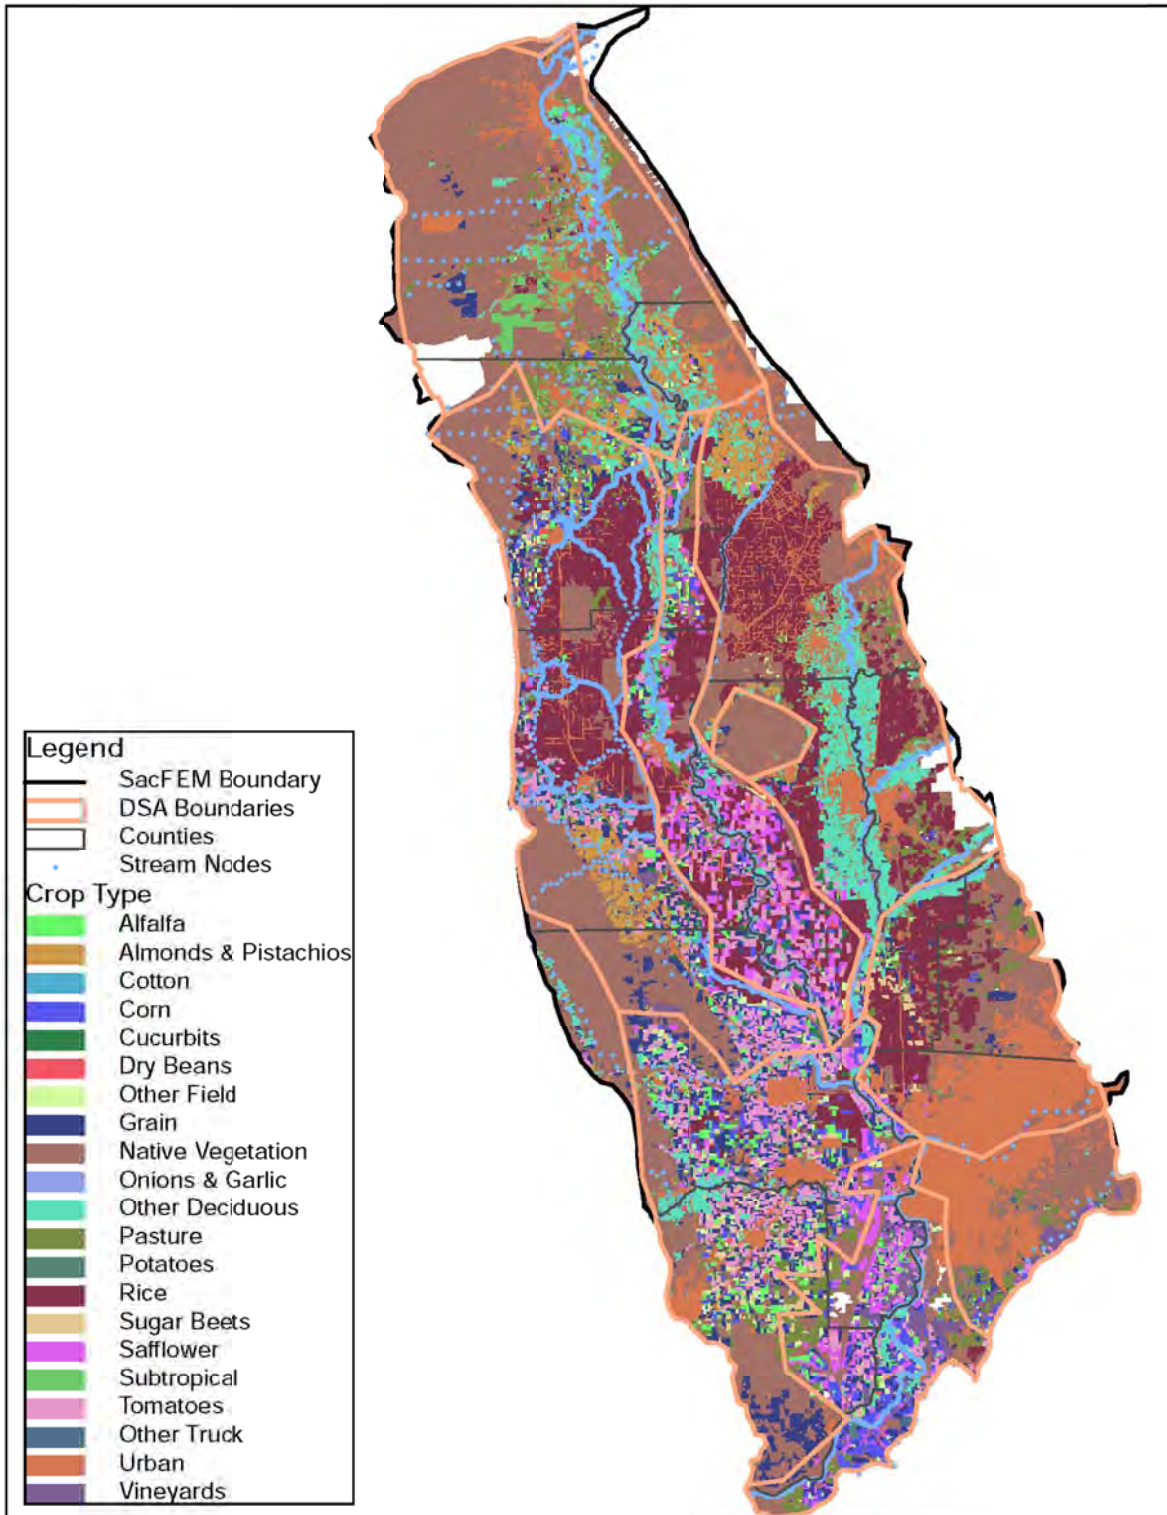 Legend
SacFEM Boundary
DSA Boundaries
Counties
Stream Nodes
Crop Type
Alfalfa
Almonds & Pistachios
Cotton
Corn
Cucurbits
Dry Beans
Other Field
Grain
Native Vegetation
Onions & Garlic
Other Deciduous
Pasture
Potatoes
Rice
Sugar Beets
Safflower
Subtropical
Tomatoes
Other Truck
Urban
Vineyards